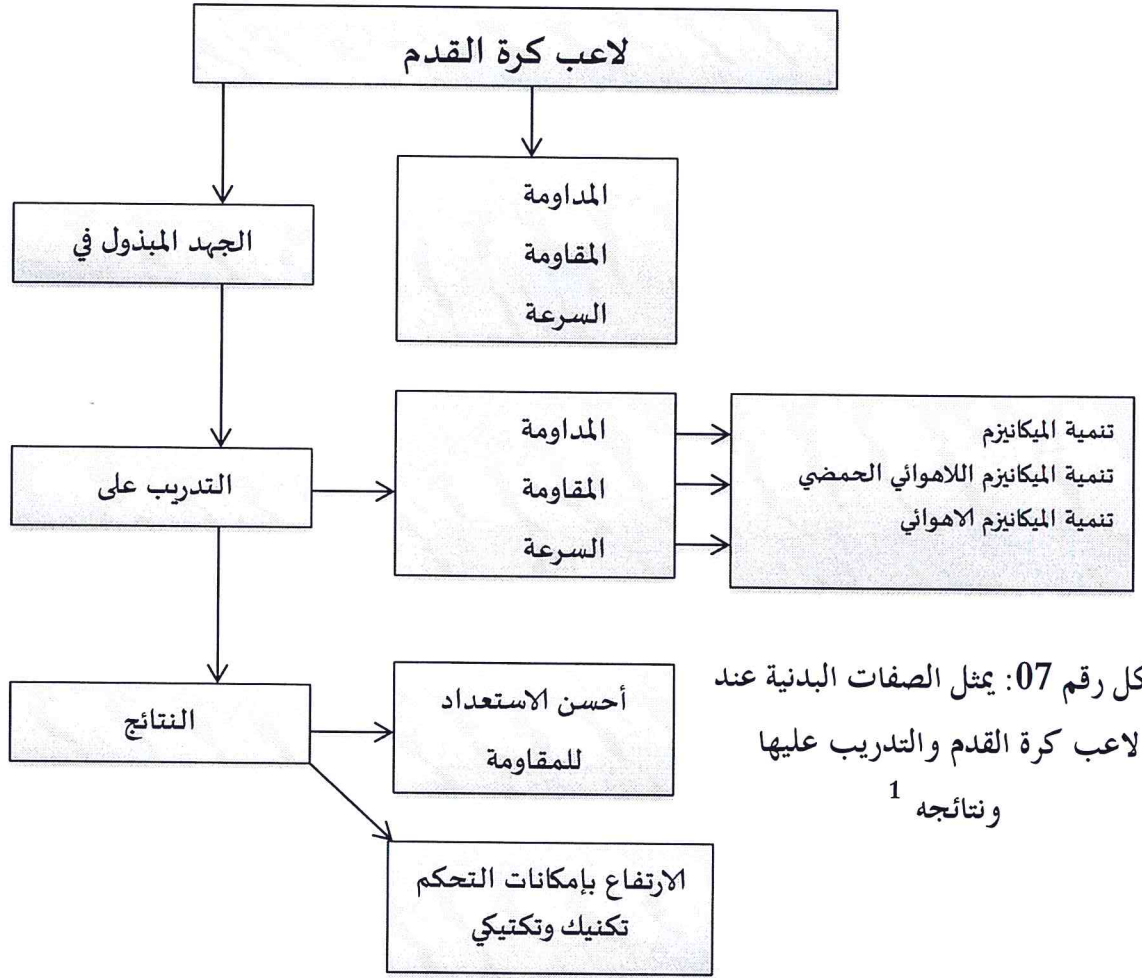 لاعب كرة القدم
المداومة
المقاومة
السرعة
الجهد المبذول في
التدريب على
المداومة
المقاومة
السرعة
تنمية الميكانيزم
تنمية الميكانيزم اللاهوائي الحمضي
تنمية الميكانيزم الاهوائي
النتائج
أحسن الاستعداد
للمقاومة
الارتفاع بإمكانات التحكم
تكنيك وتكتيكي
كل رقم 07: يمثل الصفات البدنية عند
لاعب كرة القدم والتدريب عليها
ونتائجه 1